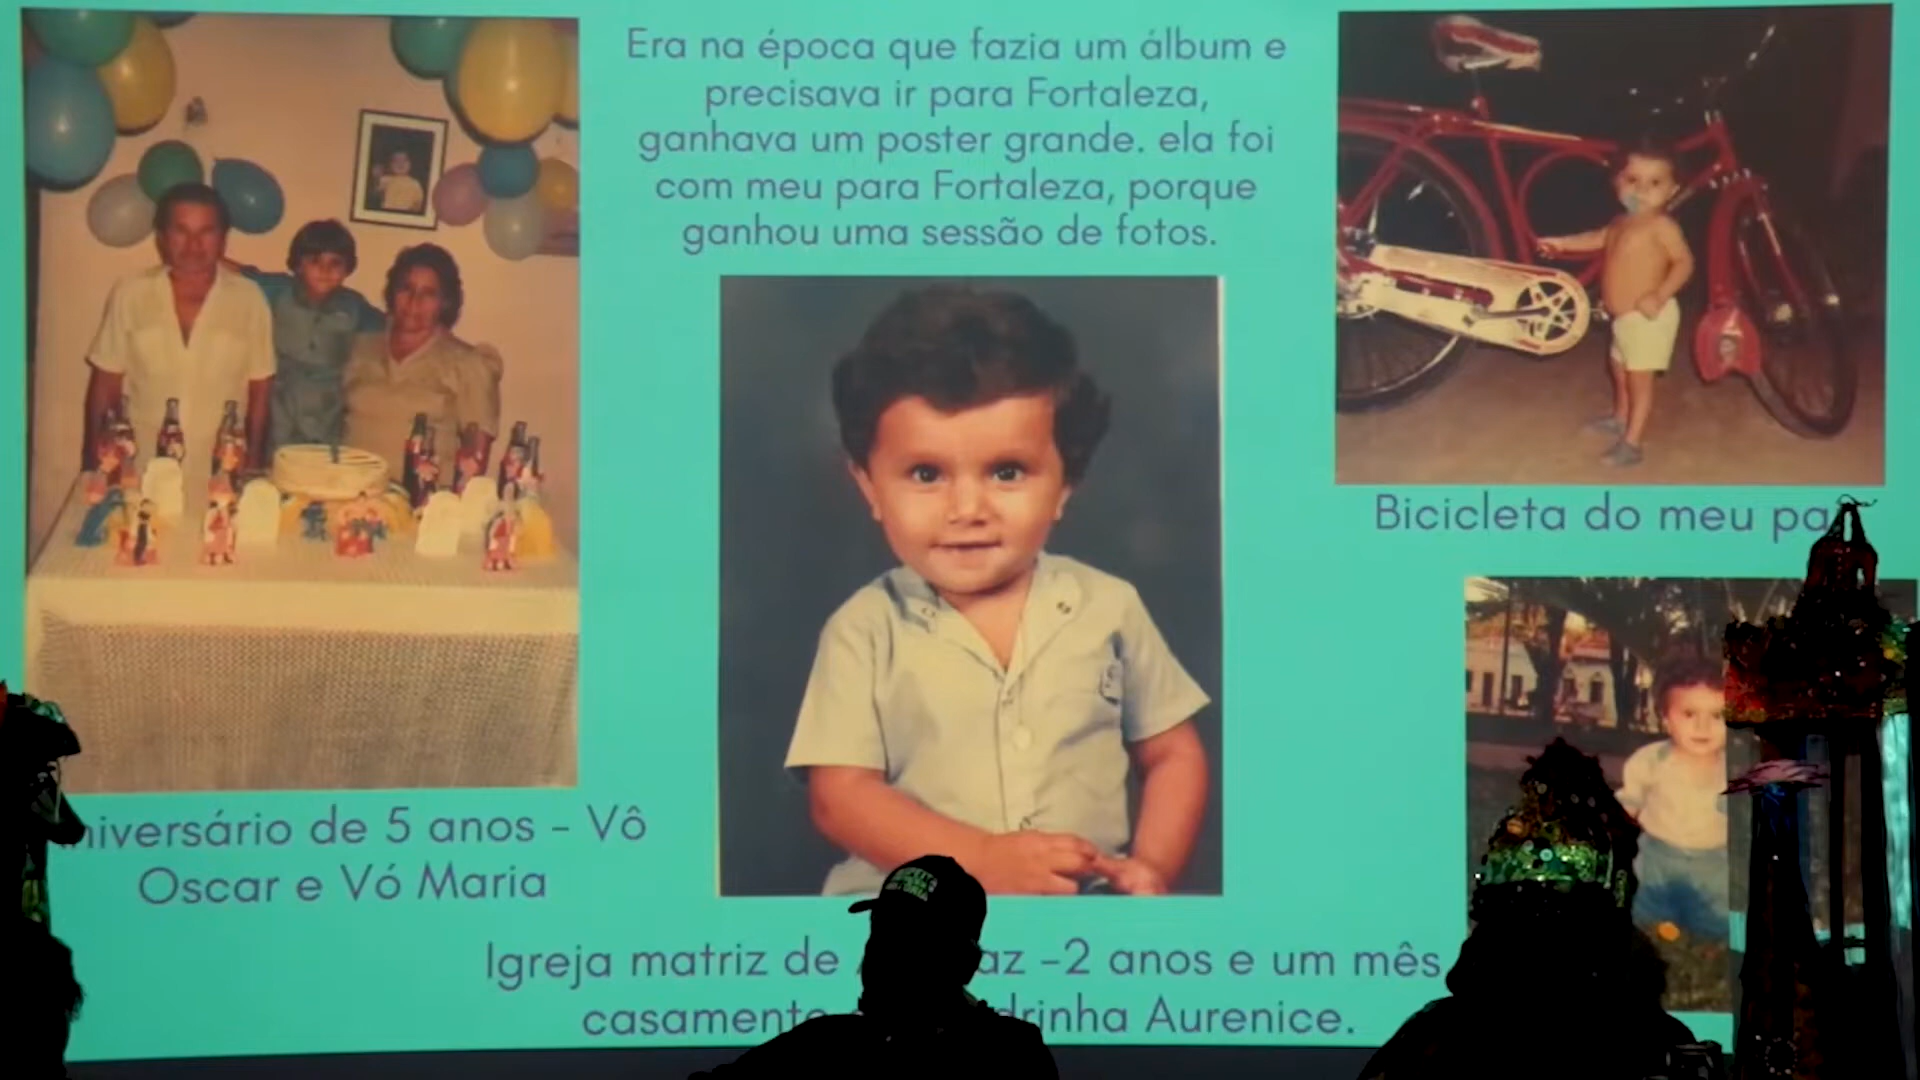 Era na época que fazia um álbum e
precisava ir para Fortaleza,
ganhava um poster grande. ela foi
com meu para Fortaleza, porque
ganhou uma sessão de fotos.
Bicicleta do meu
niversário de 5 anos - Vô
Oscar e Vó Maria
Igreja matriz de az -2 anos e um mês
casamento drinha Aurenice.